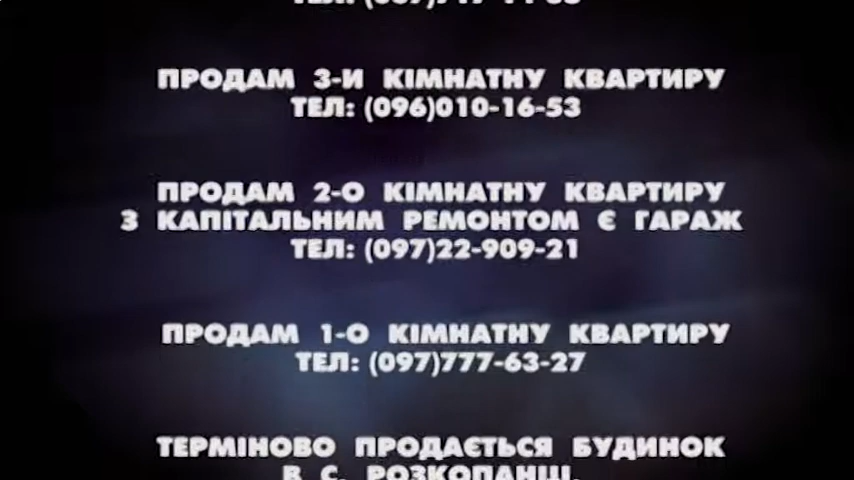 ПРОДАМ 3-И КІМНАТНУ КВАРТИРУ
ТЕЛ: (096)010-16-53
ПРОДАМ 2-О КІМНАТНУ КВАРТИРУ
З КАПІТАЛЬНИМ РЕМОНТОМ Є ГАРАЖ
ТЕЛ: (097)22-909-21
ПРОДАМ 1-О КІМНАТНУ КВАРТИРУ
ТЕЛ: (097)777-63-27
ТЕРМІНОВО ПРОДАЄТЬСЯ БУДИНОК
В С. РОЗКОПАНЦІ.